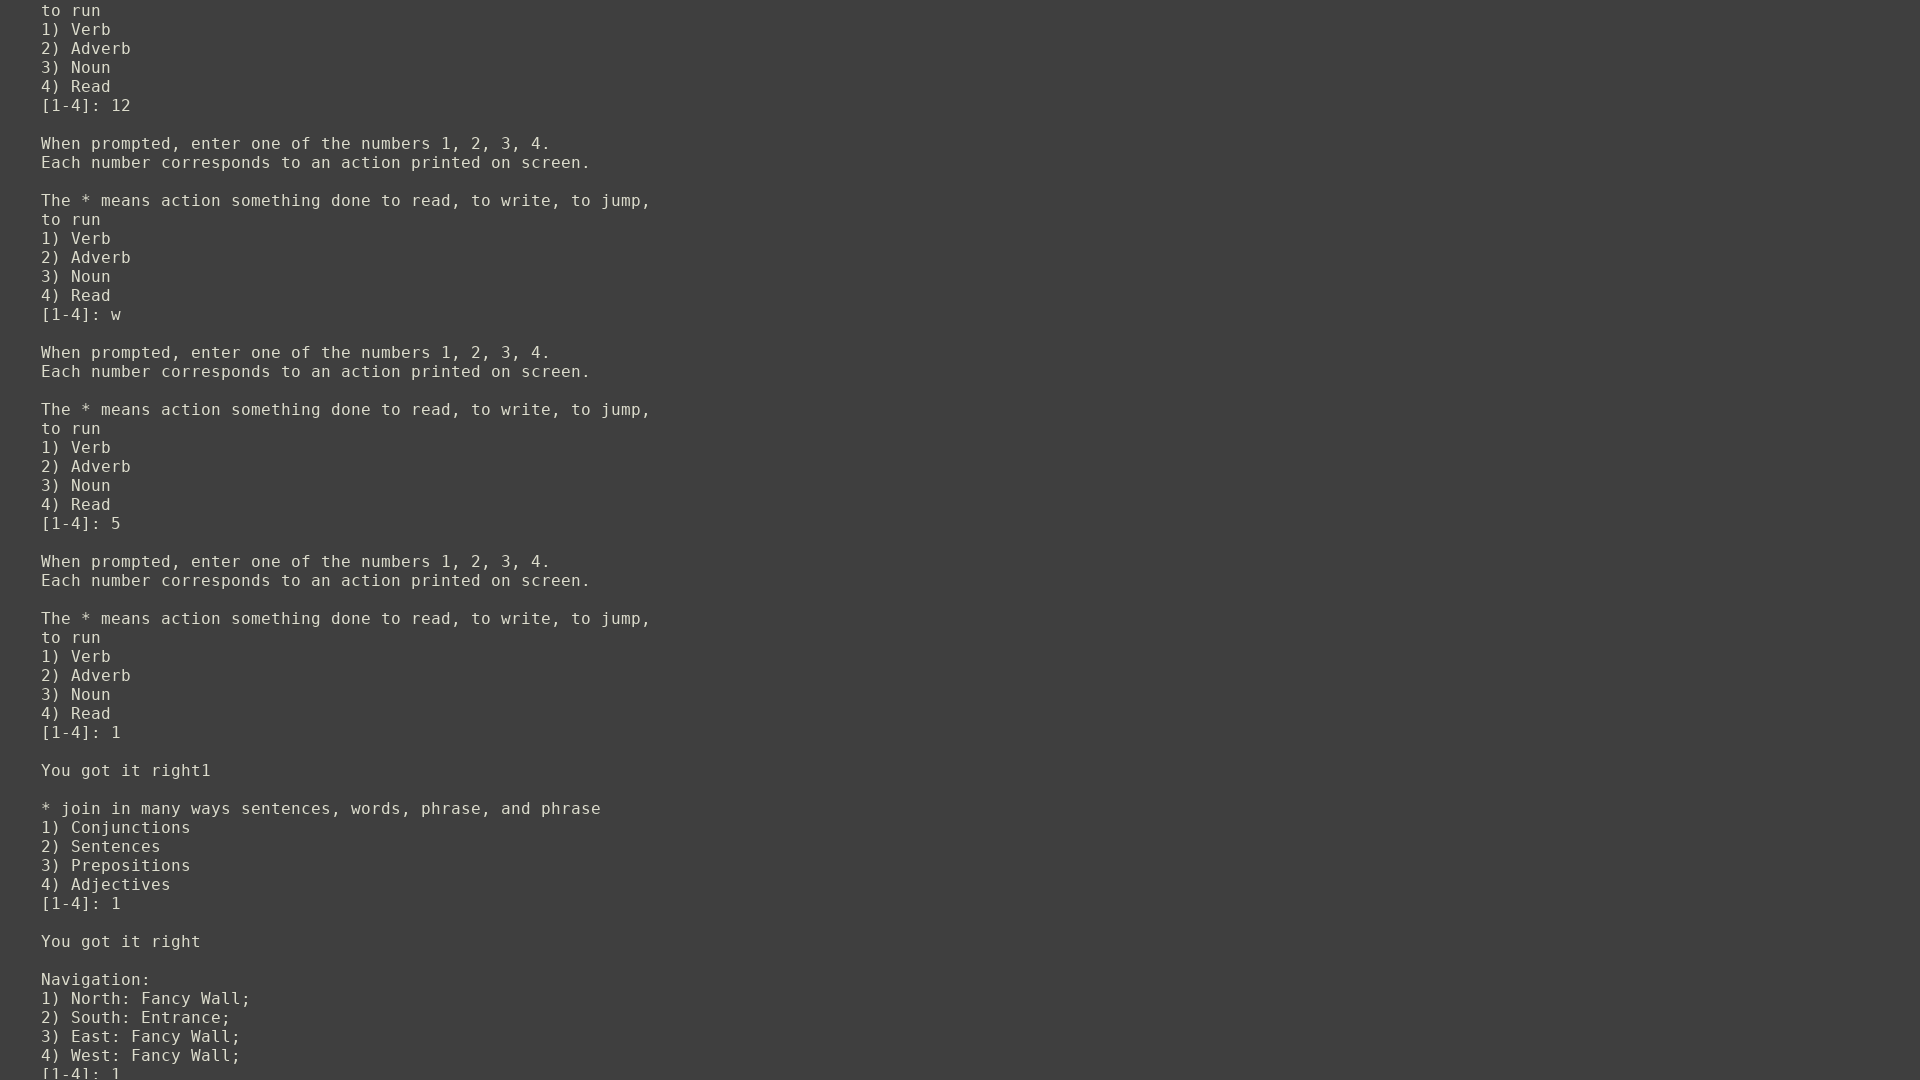 to run
1) Verb
2) Adverb
3) Noun
4) Read
[1-4]: 12
When prompted, enter one of the numbers 1, 2, 3, 4.
Each number corresponds to an action printed on screen.
The * means action something done to read, to write, to jump,
to run
1) Verb
2) Adverb
3) Noun
4) Read
[1-4]: w
When prompted, enter one of the numbers 1, 2, 3, 4.
Each number corresponds to an action printed on screen.
The * means action something done to read, to write, to jump,
to run
1) Verb
2) Adverb
3) Noun
4) Read
[1-4]: 5
When prompted, enter one of the numbers 1, 2, 3, 4.
Each number corresponds to an action printed on screen.
The * means action something done to read, to write, to jump,
to run
1) Verb
2) Adverb
3) Noun
4) Read
[1-4]: 1
You got it right1
* join in many ways sentences, words, phrase, and phrase
1) Conjunctions
2) Sentences
3) Prepositions
4) Adjectives
[1-4]: 1
You got it right
Navigation:
1) North: Fancy Wall;
2) South: Entrance;
3) East: Fancy Wall;
4) West: Fancy Wall;
[1-4]: 1